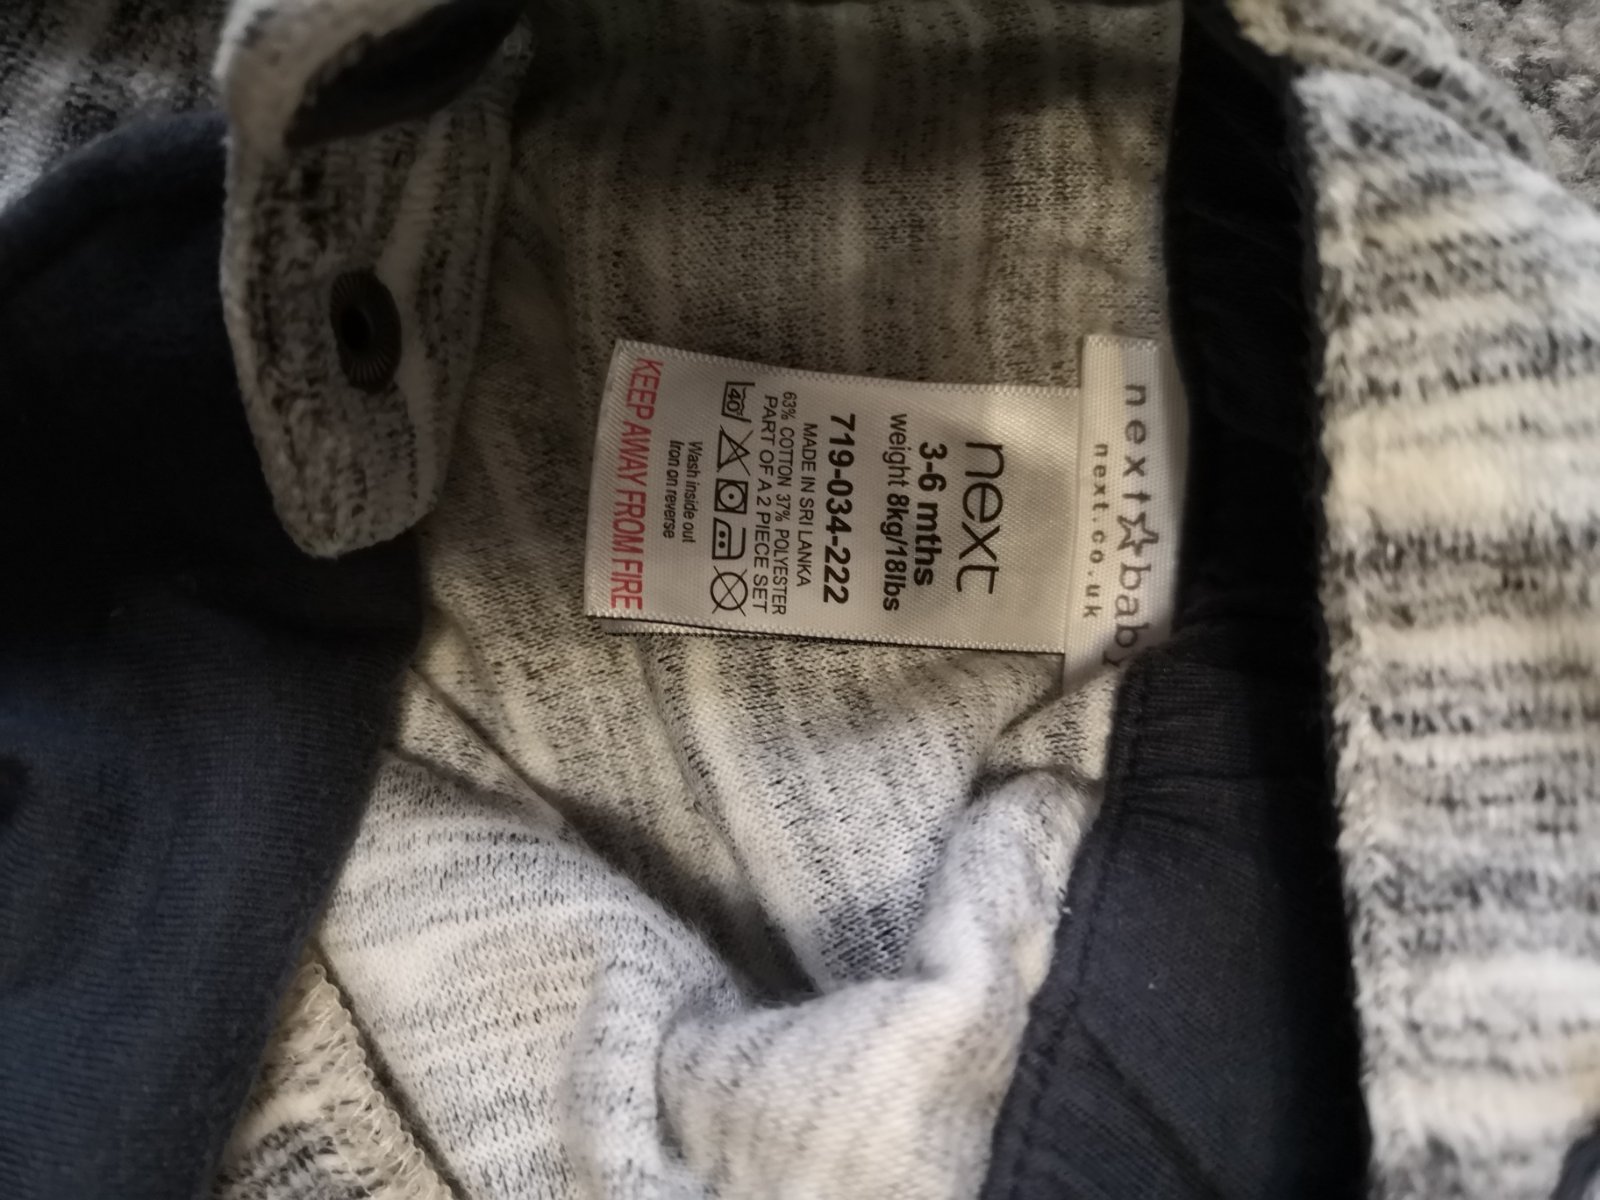 next☆baby
next.co.uk
next
3-6 mths
weight 8kg/18lbs
719-034-222
MADE IN SRI LANKA
63% COTTON 37% POLYESTER
PART OF A 2 PIECE SET
40°
Wash inside out
Iron on reverse
KEEP AWAY FROM FIRE